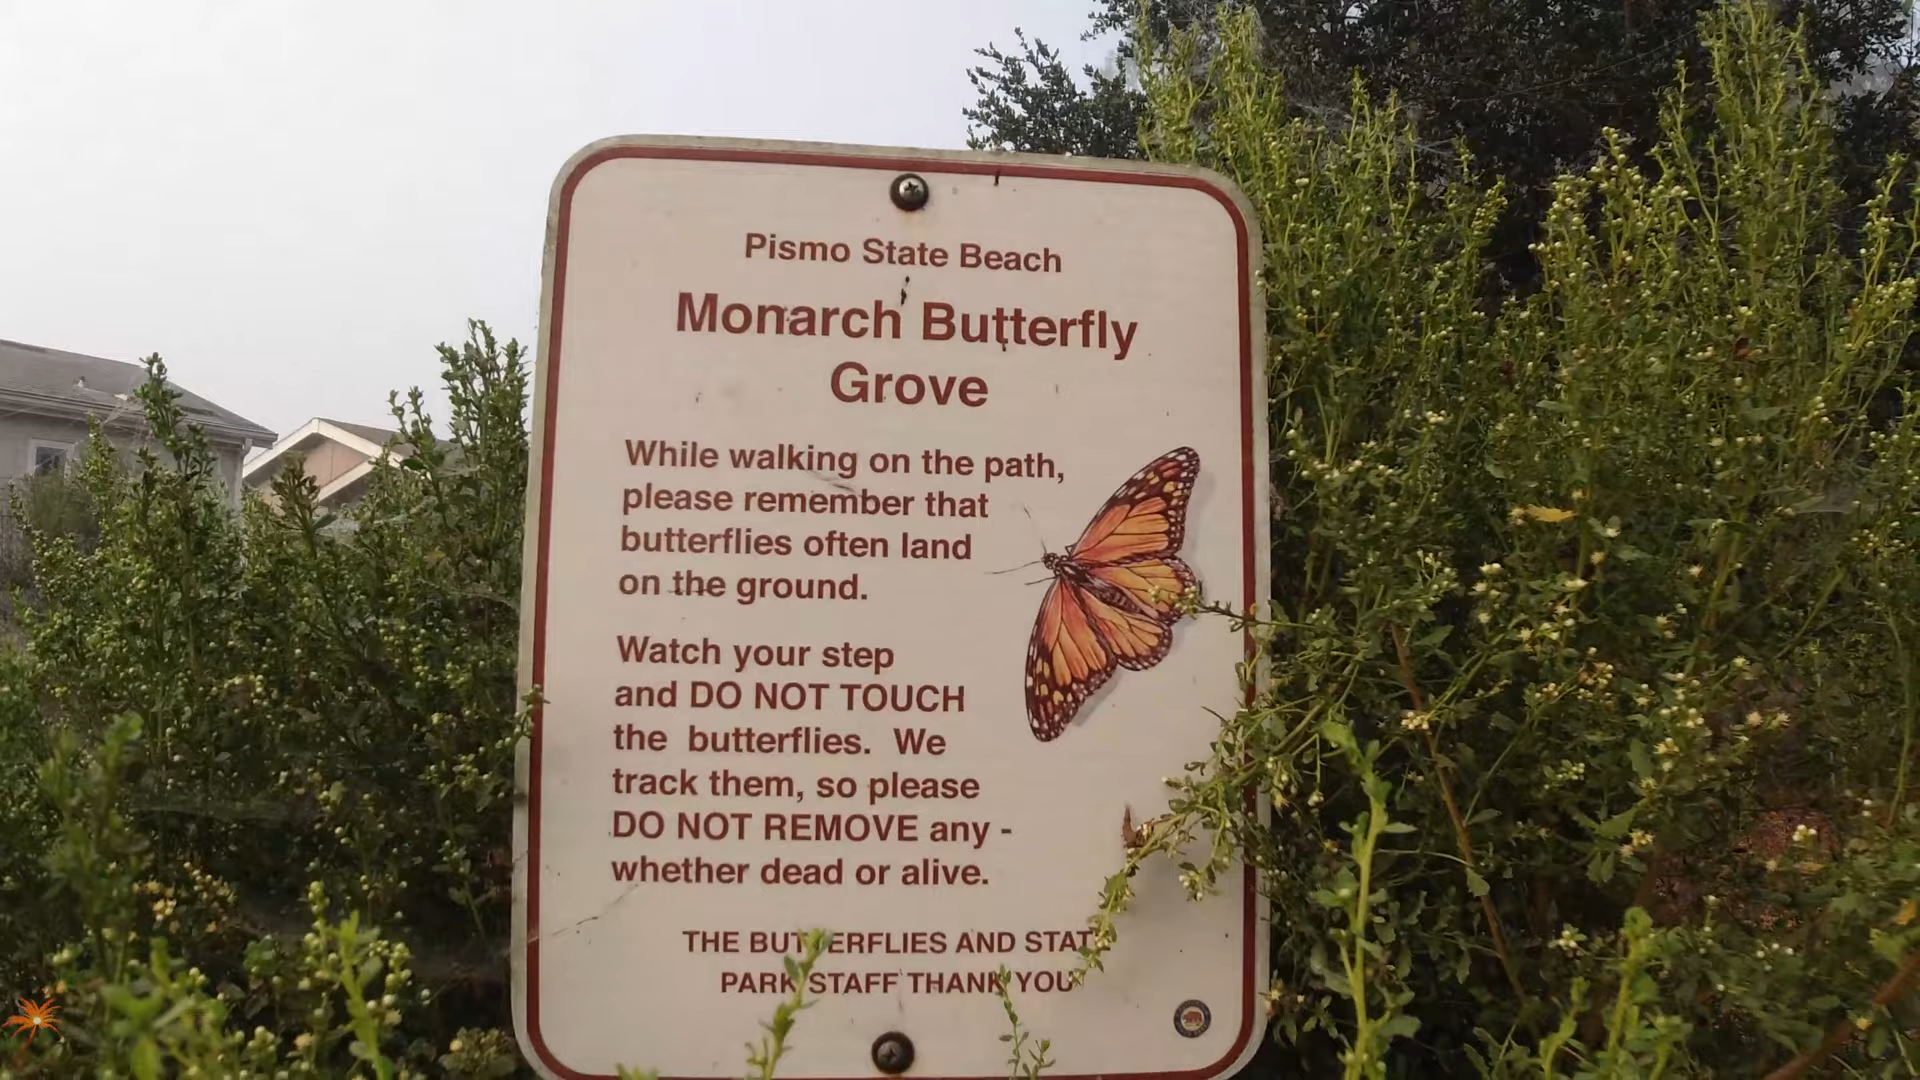 Pismo State Beach
Monarch Butterfly
Grove
While walking on the path,
please remember that
butterflies often land
on the ground.
Watch your step
and DO NOT TOUCH
the butterflies. We
track them, so please
DO NOT REMOVE any -
whether dead or alive.
THE BUTTERFLIES AND STATE
PARK STAFF THANK YOU